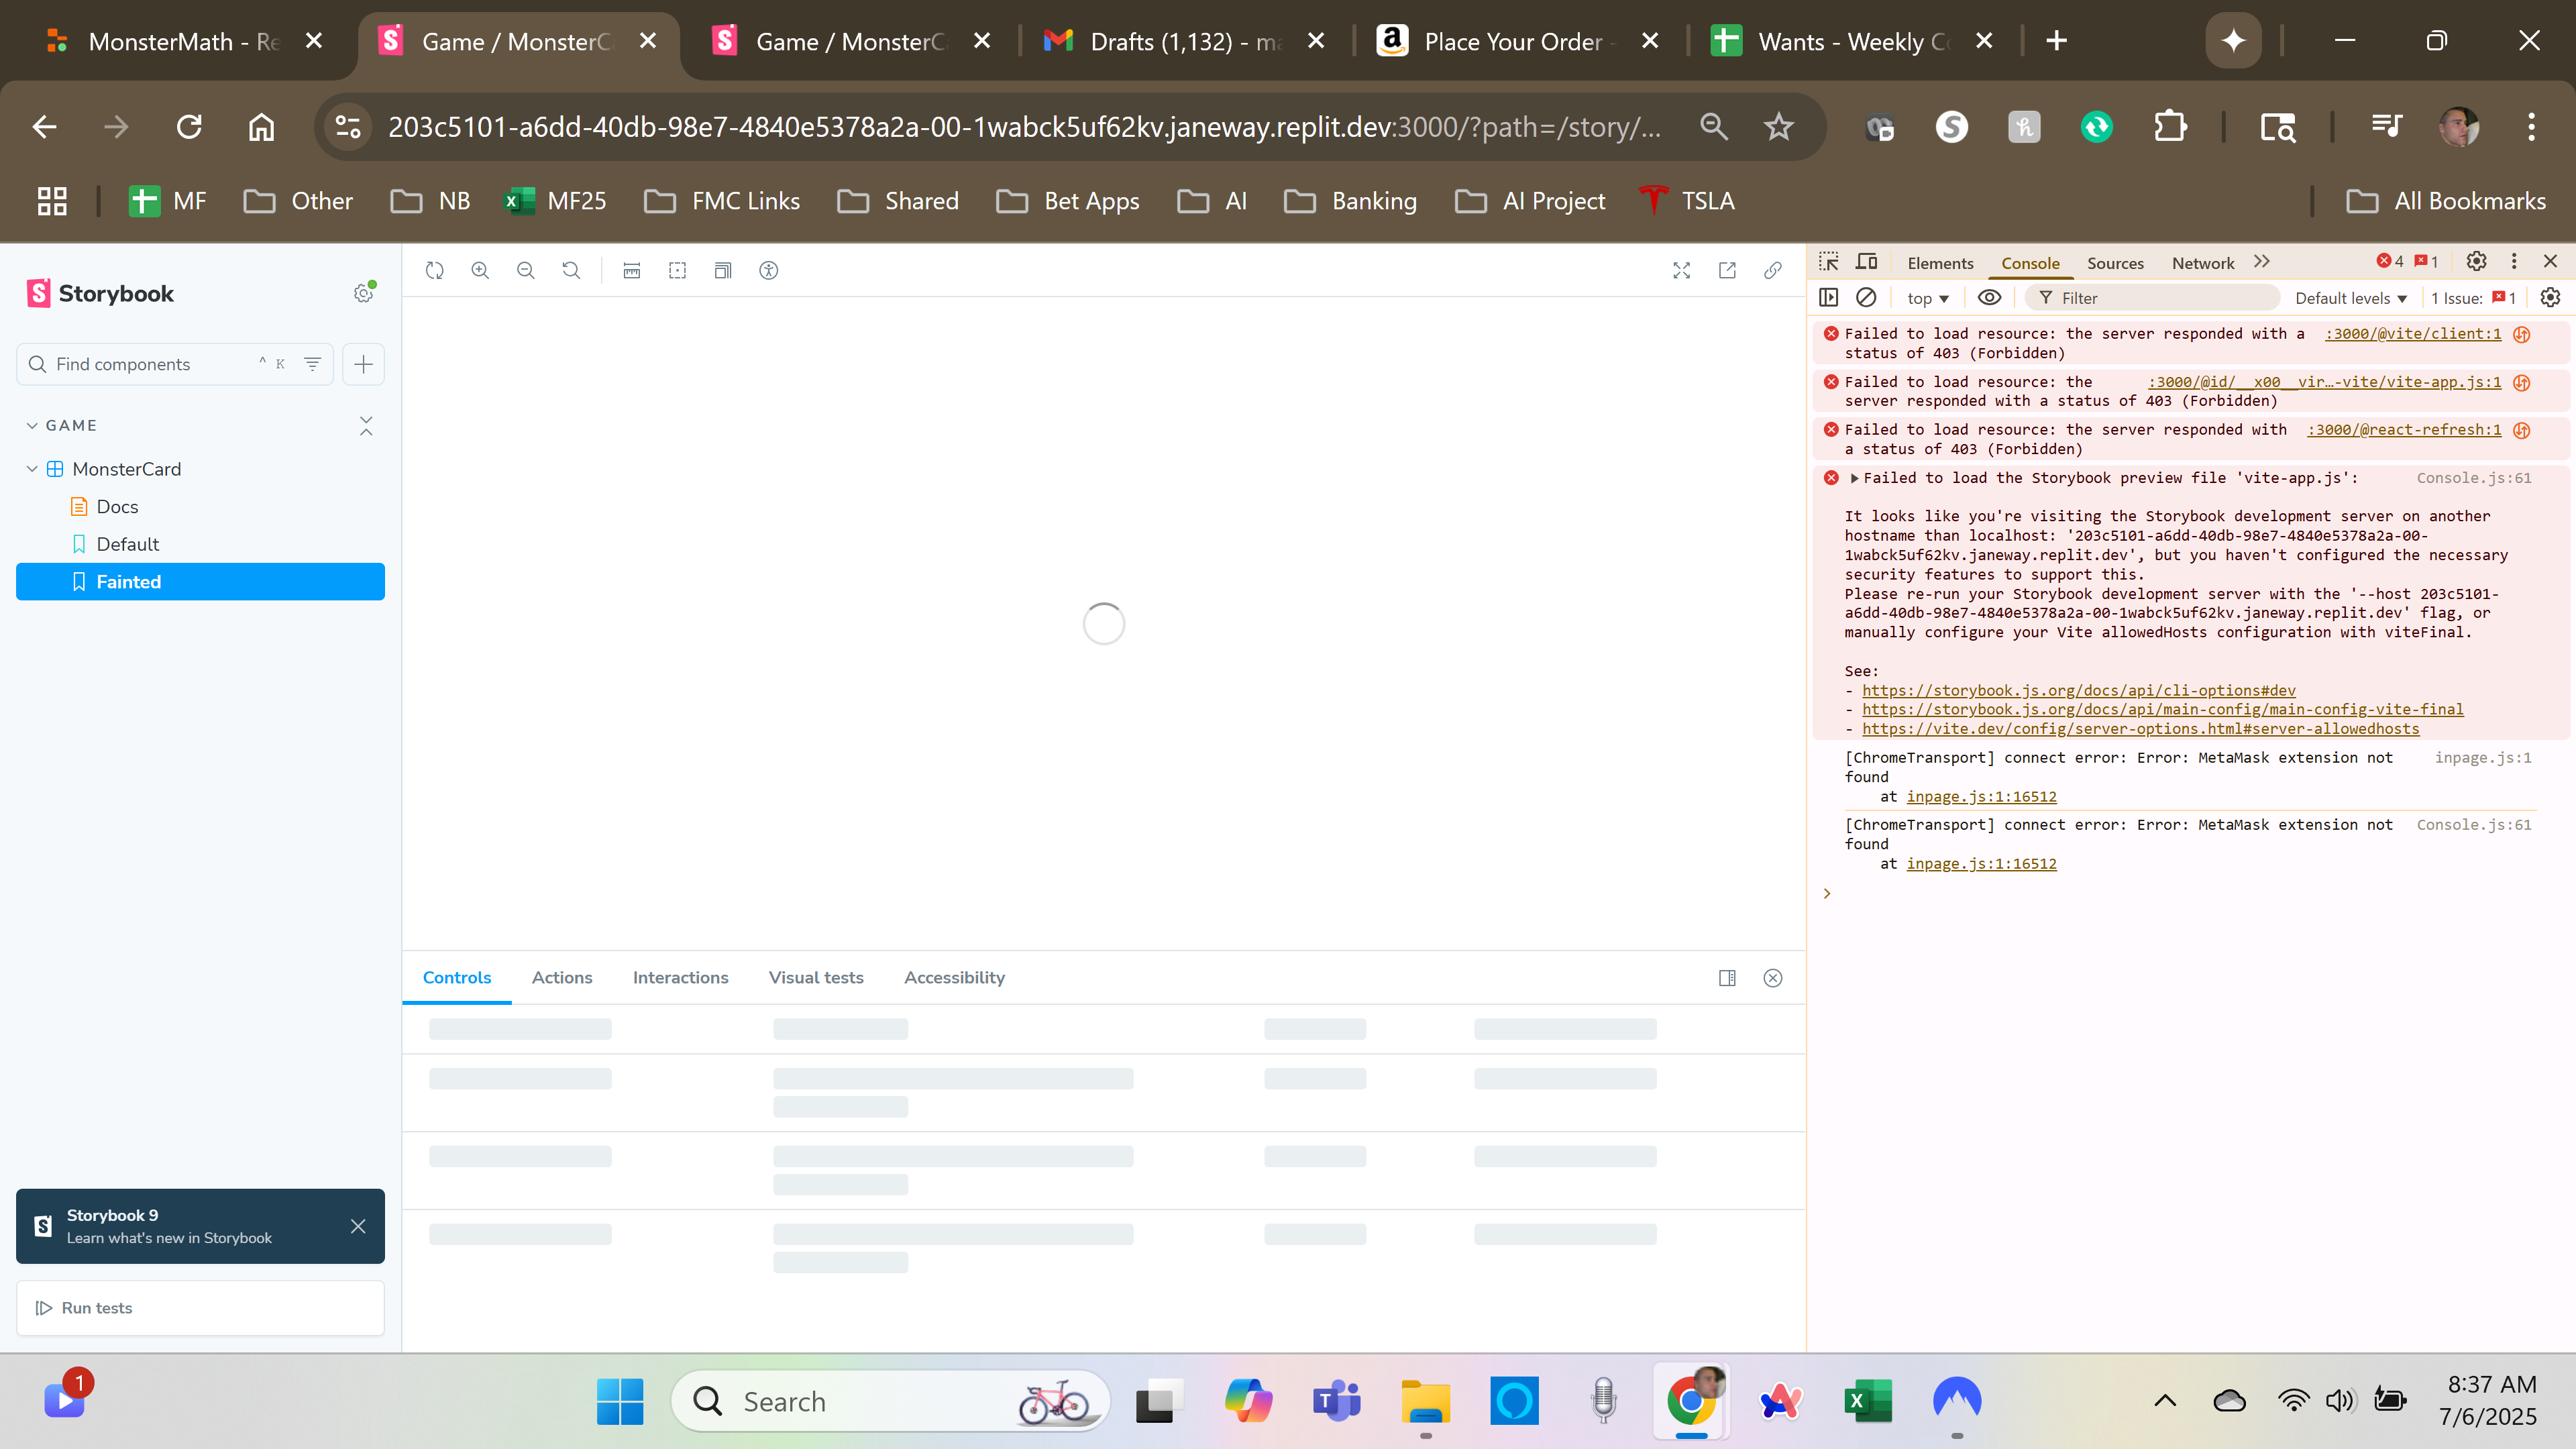 MonsterMath - Re
Game / MonsterC
Game / MonsterC
Drafts (1,132) - ma
Place Your Order -
Wants - Weekly Co
203c5101-a6dd-40db-98e7-4840e5378a2a-00-1wabck5uf62kv.janeway.replit.dev:3000/?path=/story/...
MF
Other
NB
MF25
FMC Links
Shared
Bet Apps
AI
Banking
AI Project
TSLA
All Bookmarks
Storybook
Find components
^ K
GAME
MonsterCard
Docs
Default
Fainted
Storybook 9
Learn what's new in Storybook
Run tests
Controls
Actions
Interactions
Visual tests
Accessibility
Elements
Console
Sources
Network
4
1
top
Filter
Default levels
1 Issue: 1
Failed to load resource: the server responded with a :3000/@vite/client:1
status of 403 (Forbidden)
Failed to load resource: the :3000/@id/__x00__vir…-vite/vite-app.js:1
server responded with a status of 403 (Forbidden)
Failed to load resource: the server responded with :3000/@react-refresh:1
a status of 403 (Forbidden)
Failed to load the Storybook preview file 'vite-app.js': Console.js:61
It looks like you're visiting the Storybook development server on another
hostname than localhost: '203c5101-a6dd-40db-98e7-4840e5378a2a-00-
1wabck5uf62kv.janeway.replit.dev', but you haven't configured the necessary
security features to support this.
Please re-run your Storybook development server with the '--host 203c5101-
a6dd-40db-98e7-4840e5378a2a-00-1wabck5uf62kv.janeway.replit.dev' flag, or
manually configure your Vite allowedHosts configuration with viteFinal.
See:
- https://storybook.js.org/docs/api/cli-options#dev
- https://storybook.js.org/docs/api/main-config/main-config-vite-final
- https://vite.dev/config/server-options.html#server-allowedhosts
[ChromeTransport] connect error: Error: MetaMask extension not inpage.js:1
found
at inpage.js:1:16512
[ChromeTransport] connect error: Error: MetaMask extension not Console.js:61
found
at inpage.js:1:16512
1
Search
8:37 AM
7/6/2025